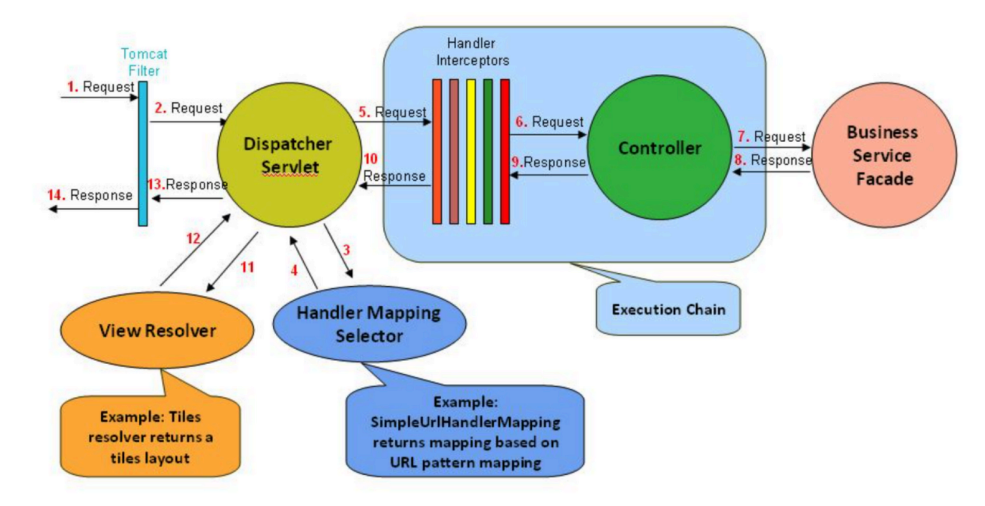 Tomcat
Filter
Handler
Interceptors
1. Request
2. Request
5. Request
6. Request
7. Request
Dispatcher
Servlet
Controller
Business
Service
Facade
10
Response
9.Response
8. Response
13.Response
14. Response
12
11
3
4
Execution Chain
View Resolver
Handler Mapping
Selector
Example: Tiles
resolver returns a
tiles layout
Example:
SimpleUrlHandlerMapping
returns mapping based on
URL pattern mapping